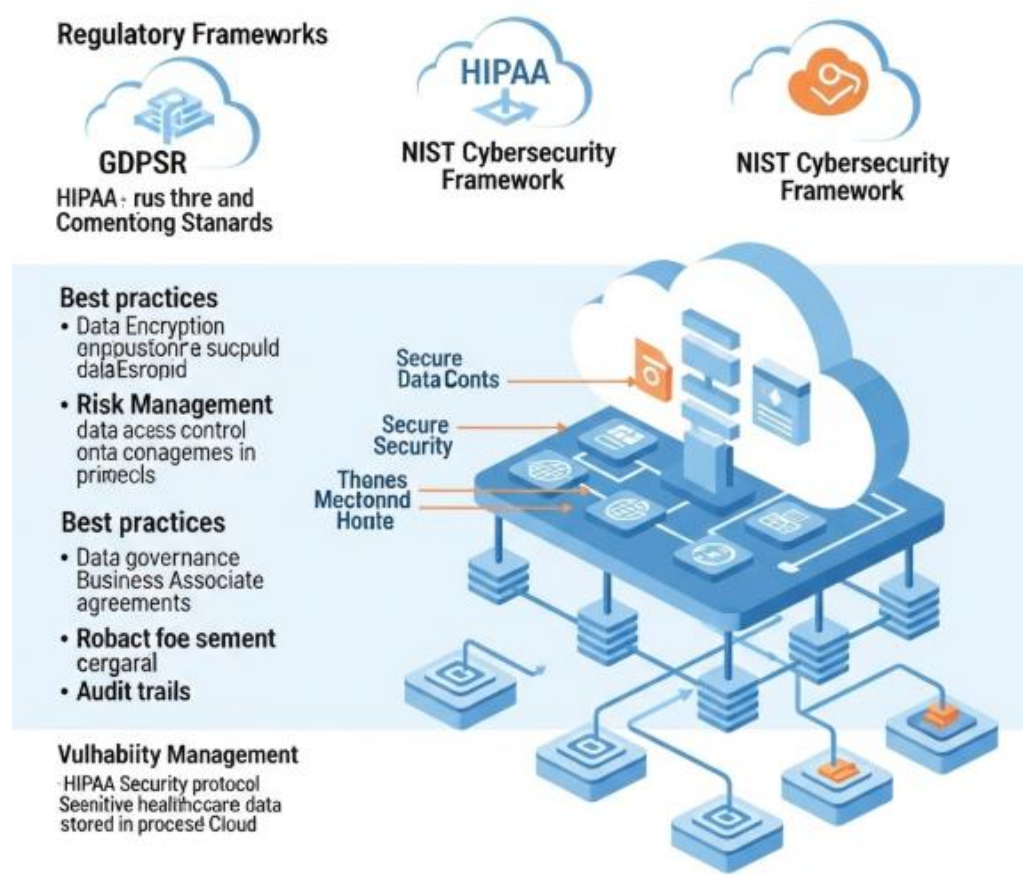 Regulatory Frameworks
GDPSR
HIPAA - rus thre and
Comentong Stanards
HIPAA
NIST Cybersecurity
Framework
NIST Cybersecurity
Framework
Best practices
• Data Encryption
onppustonre sucpuld
dalaEsropid
• Risk Management
data acess control
onta conagemes in
primecls
Best practices
• Data governance
Business Associate
agreements
• Robact foe sement
cergaral
• Audit trails
Secure
Data Conts
Secure
Security
Thones
Mectonnd
Honte
Vulhabiity Management
-HIPAA Security protocol
Seenitive healthccare data
stored in procese Cloud